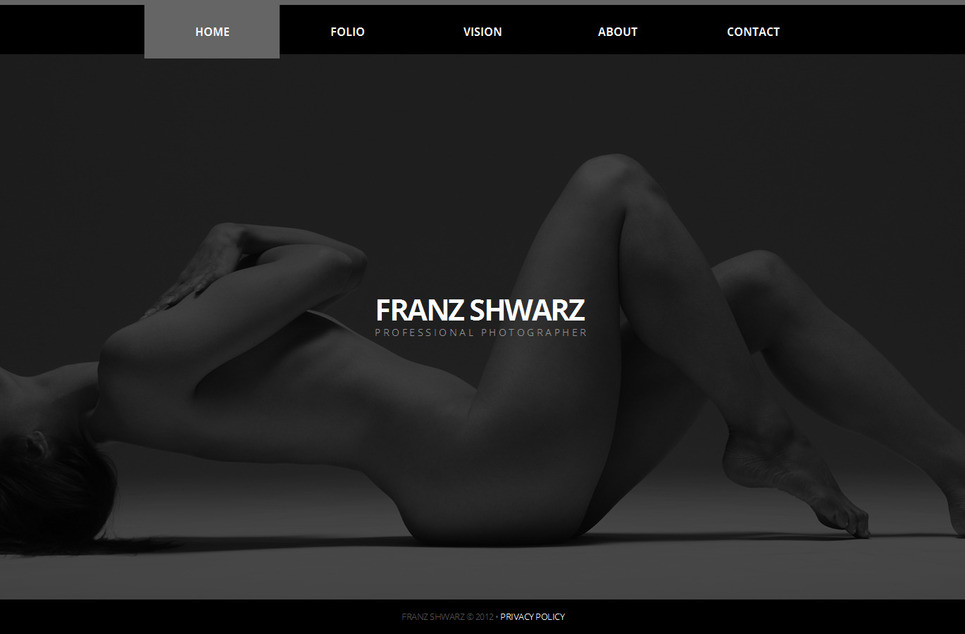 HOME FOLIO VISION ABOUT CONTACT
FRANZ SHWARZ
PROFESSIONAL PHOTOGRAPHER
FRANZ SHWARZ © 2012 • PRIVACY POLICY